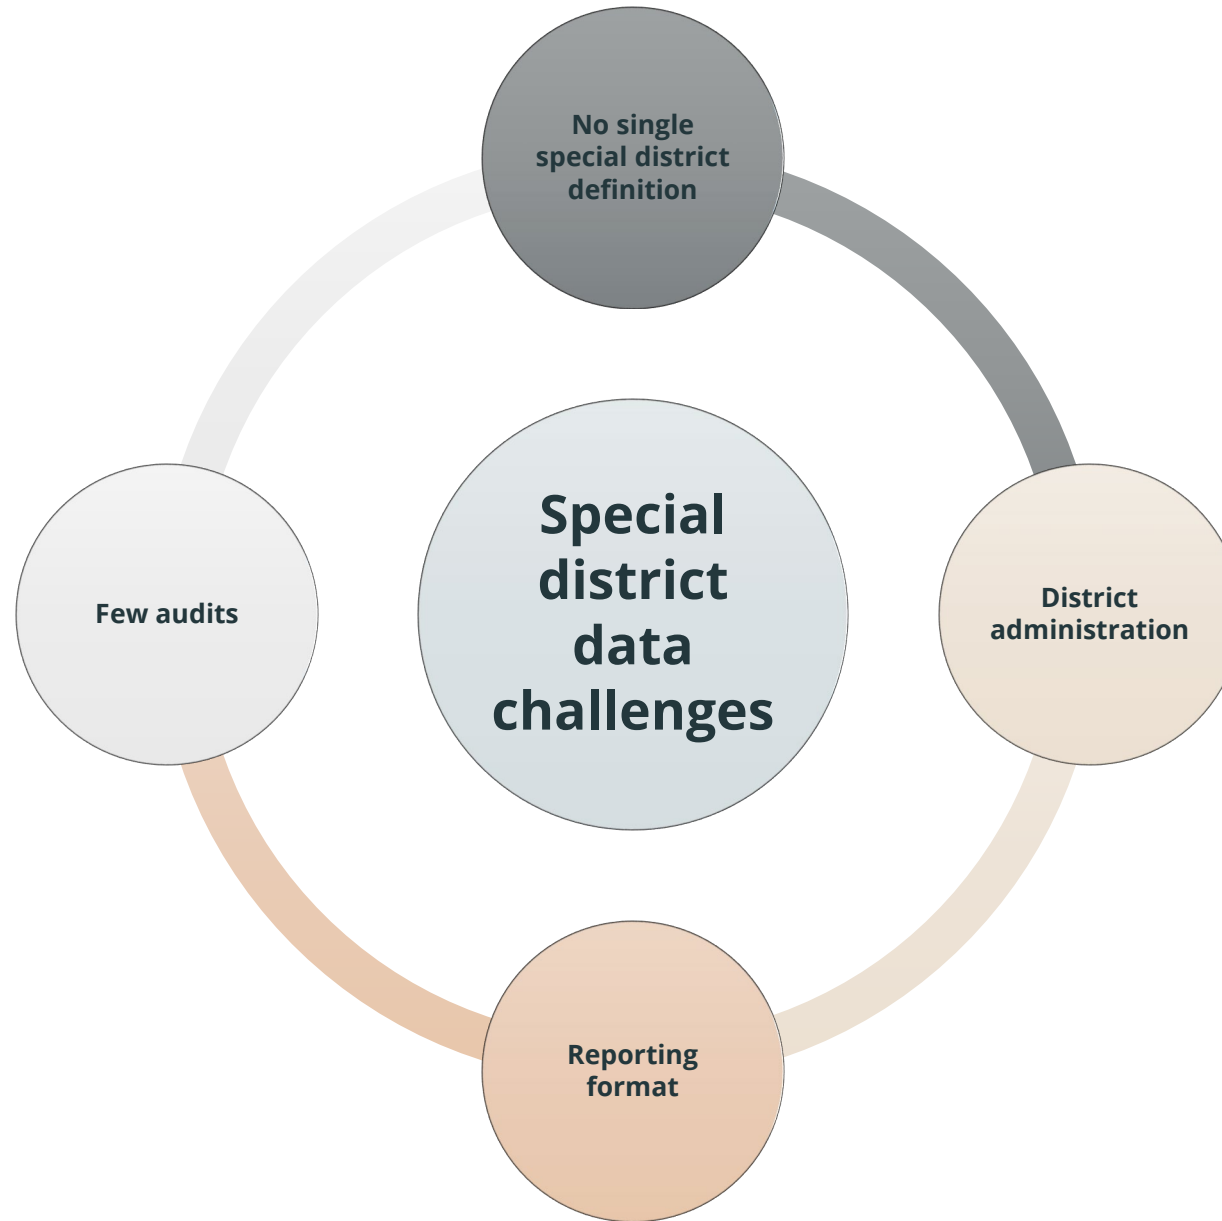 No single
special district
definition
Special
district
data
challenges
Few audits
District
administration
Reporting
format